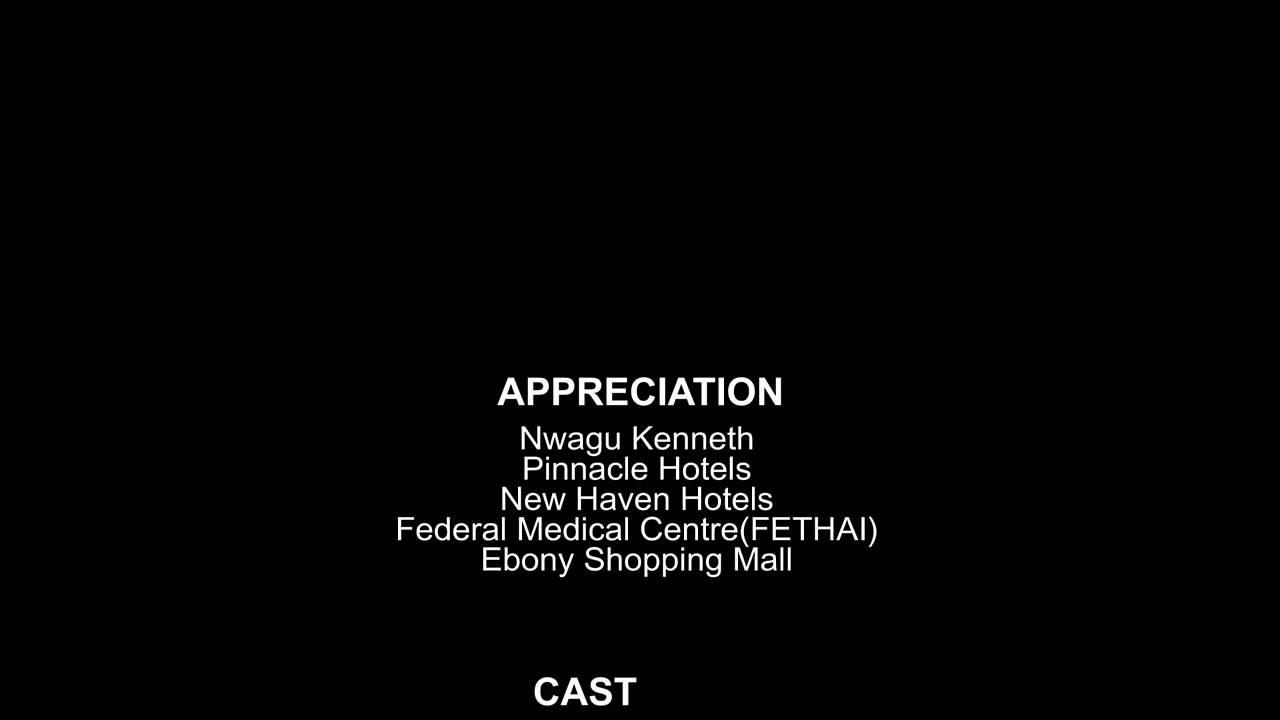 APPRECIATION
Nwagu Kenneth
Pinnacle Hotels
New Haven Hotels
Federal Medical Centre(FETHAI)
Ebony Shopping Mall
CAST